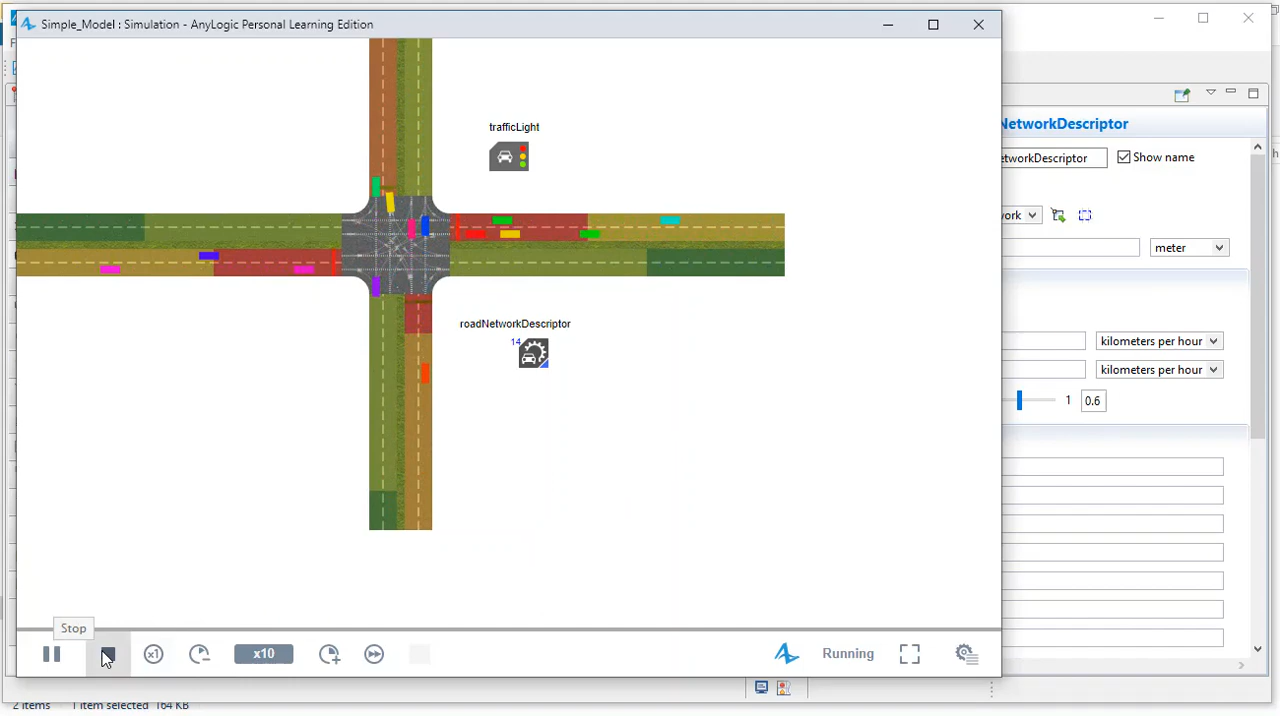 Simple_Model : Simulation - AnyLogic Personal Learning Edition
trafficLight
NetworkDescriptor
etworkDescriptor
Show name
work
meter
roadNetworkDescriptor
14
kilometers per hour
kilometers per hour
1
0.6
Stop
x1
x10
Running
2 items
1 item selected 164 KB